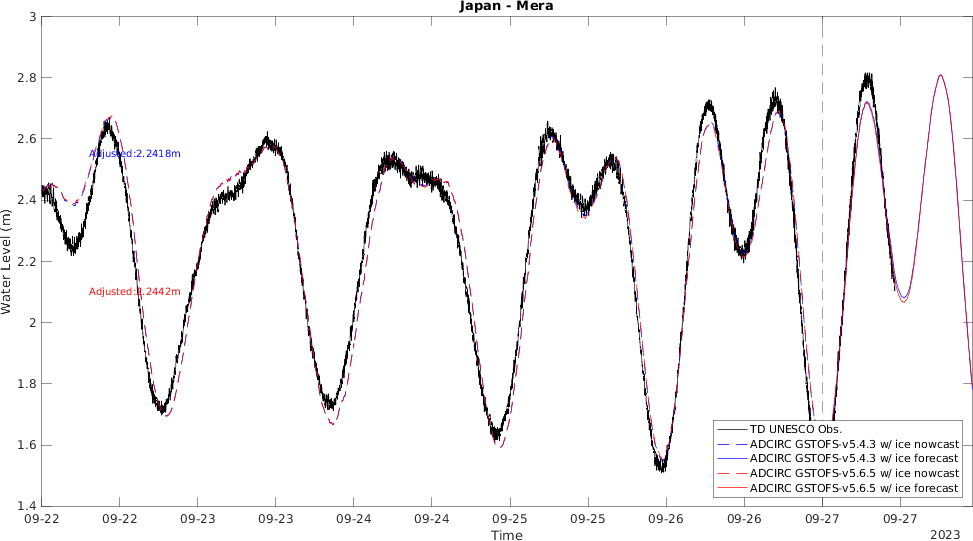 Japan - Mera
3
2.8
2.6
2.4
2.2
2
1.8
1.6
1.4
Water Level (m)
Adjusted:2.2418m
Adjusted:2.2442m
TD UNESCO Obs.
ADCIRC GSTOFS-v5.4.3 w/ ice nowcast
ADCIRC GSTOFS-v5.4.3 w/ ice forecast
ADCIRC GSTOFS-v5.6.5 w/ ice nowcast
ADCIRC GSTOFS-v5.6.5 w/ ice forecast
09-22 09-22 09-23 09-23 09-24 09-24 09-25 09-25 09-26 09-26 09-27 09-27
Time
2023